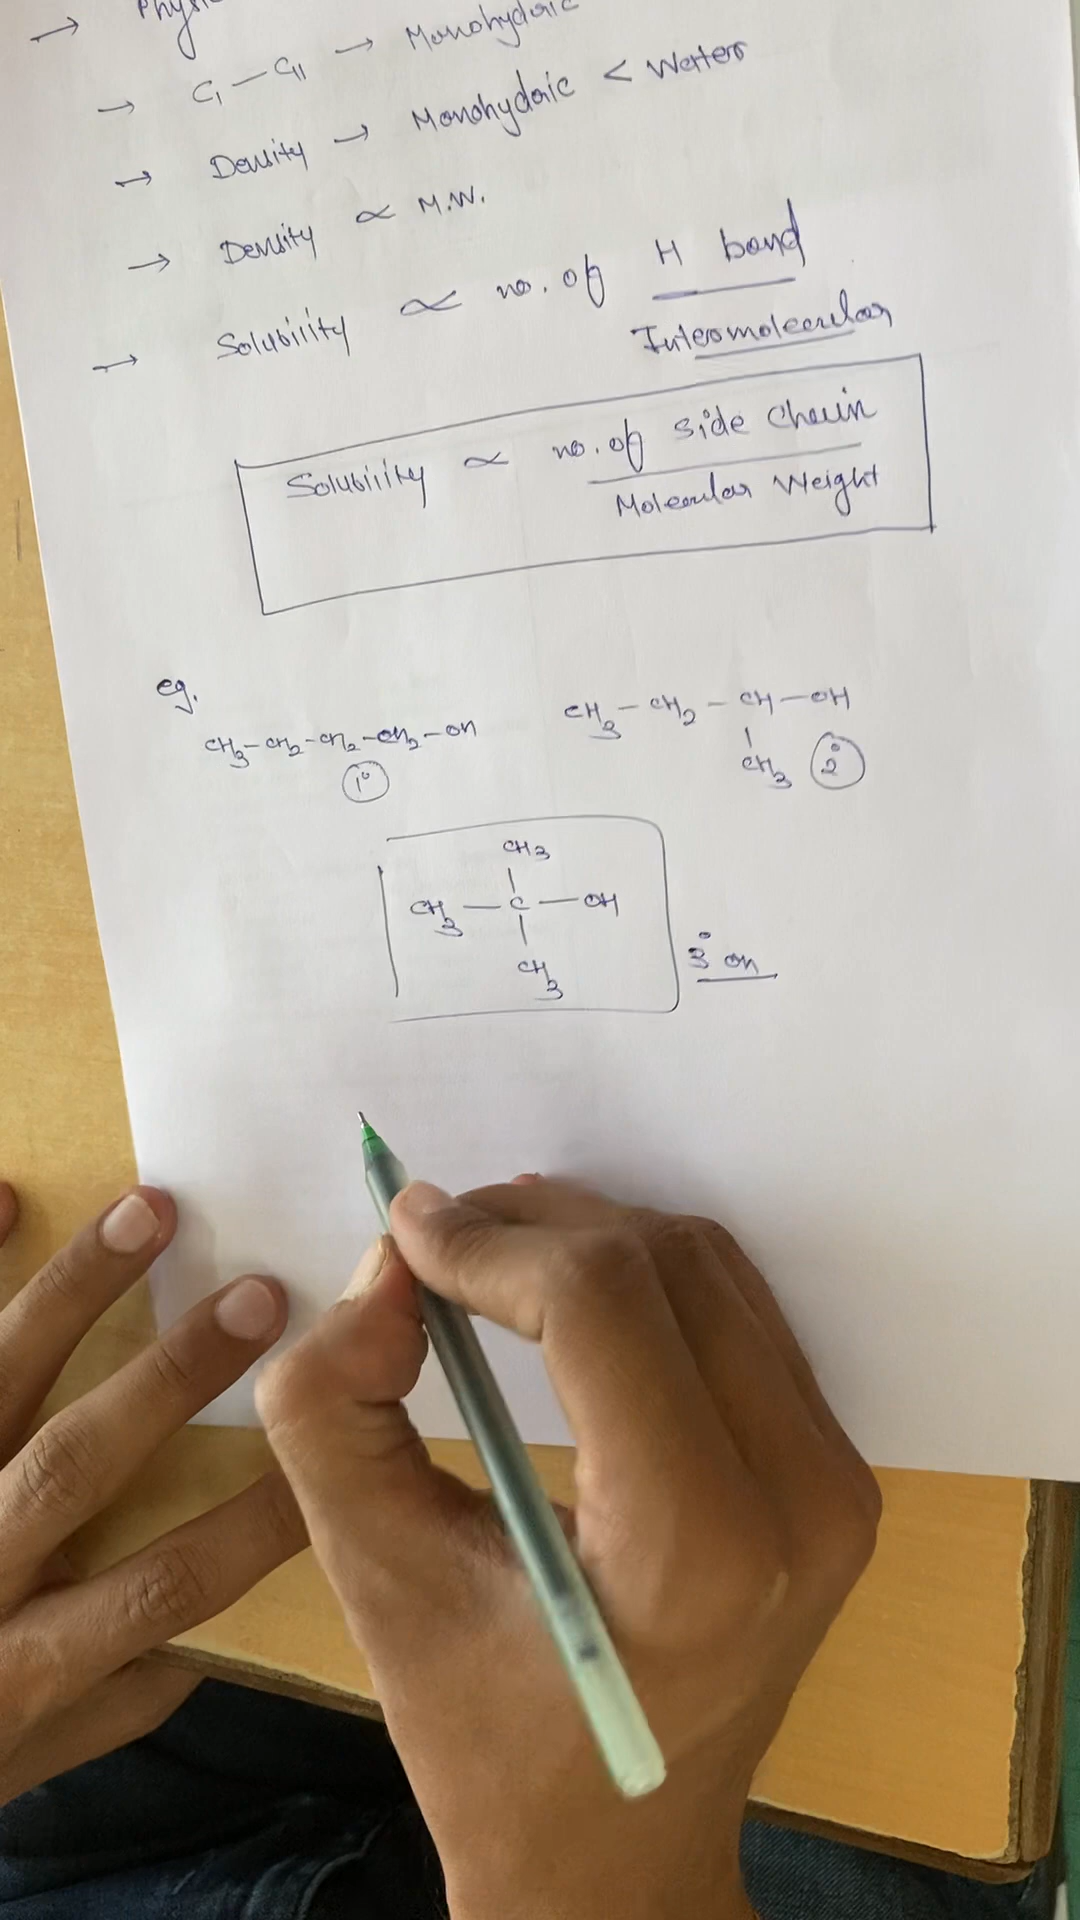 →
→ C₁ — C₁₁ → Monohydric
→ Density → Monohydric < Water
→ Density ∝ M.W.
→ Solubility ∝ no. of H bond
Intermolecular
Solubility ∝ no. of side chain
Molecular Weight
eg.
CH₃-CH₂-CH₂-CH₂-OH
1°
CH₃-CH₂-CH-OH
|
CH₃ 2°
CH₃
|
CH₃ — C — OH
|
CH₃
3° OH